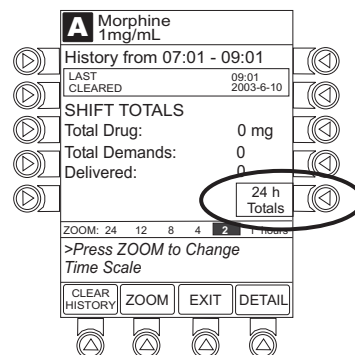 A Morphine
1mg/mL
History from 07:01 - 09:01
LAST 09:01
CLEARED 2003-6-10
SHIFT TOTALS
Total Drug: 0 mg
Total Demands: 0
Delivered: 0
24 h
Totals
ZOOM: 24 12 8 4 2 1 hours
>Press ZOOM to Change
Time Scale
CLEAR
HISTORY ZOOM EXIT DETAIL